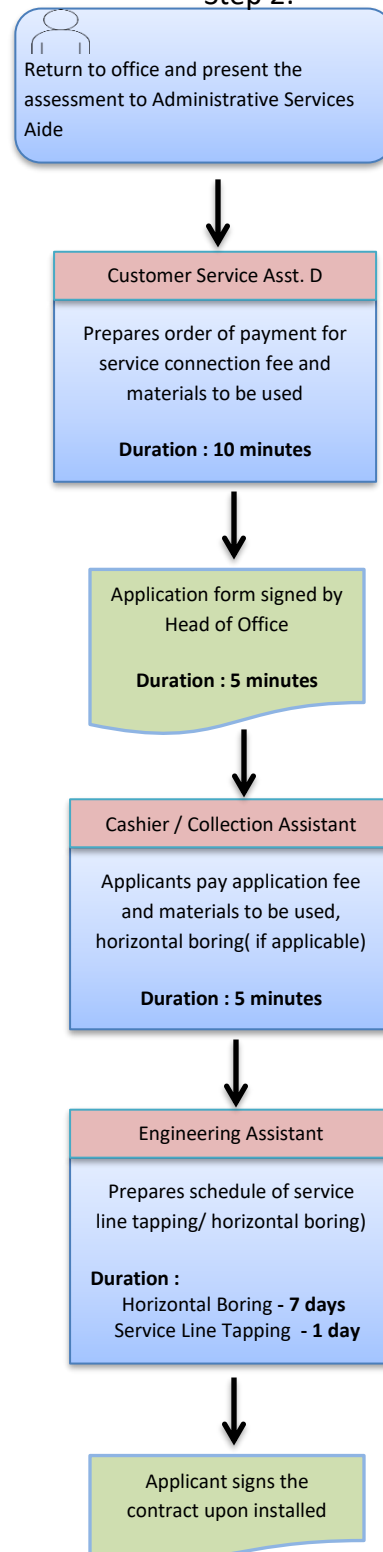 Step 2:
Return to office and present the
assessment to Administrative Services
Aide
Customer Service Asst. D
Prepares order of payment for
service connection fee and
materials to be used
Duration : 10 minutes
Application form signed by
Head of Office
Duration : 5 minutes
Cashier / Collection Assistant
Applicants pay application fee
and materials to be used,
horizontal boring( if applicable)
Duration : 5 minutes
Engineering Assistant
Prepares schedule of service
line tapping/ horizontal boring)
Duration :
Horizontal Boring - 7 days
Service Line Tapping - 1 day
Applicant signs the
contract upon installed